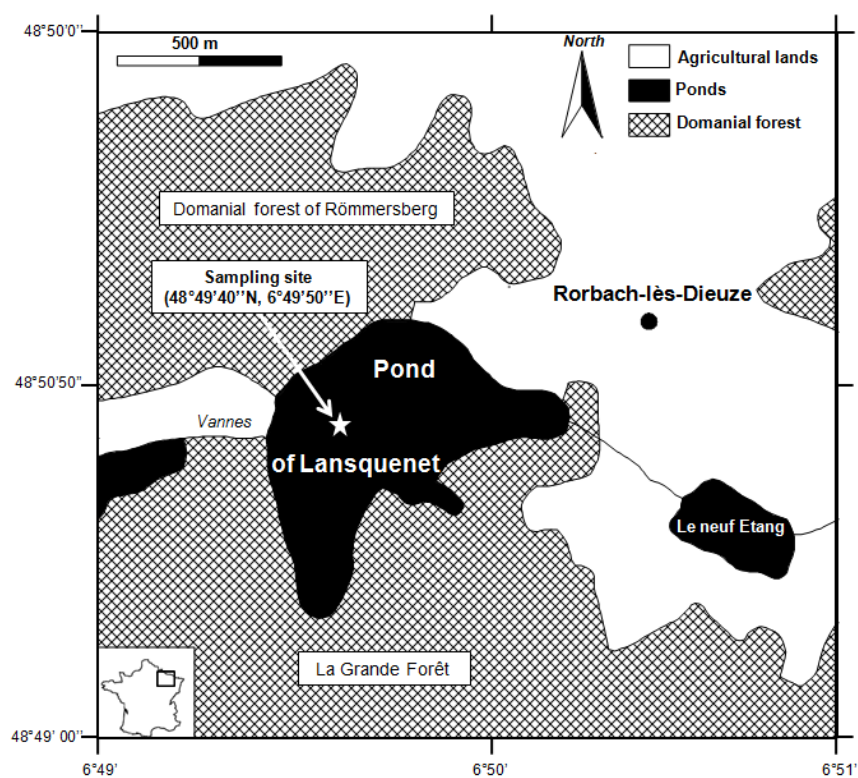 48°50'0''
500 m
North
Agricultural lands
Ponds
Domanial forest
Domanial forest of Römmersberg
Sampling site
(48°49'40''N, 6°49'50''E)
Rorbach-lès-Dieuze
Pond
48°50'50''
Vannes
of Lansquenet
Le neuf Etang
La Grande Forêt
48°49' 00''
6°49'
6°50'
6°51'